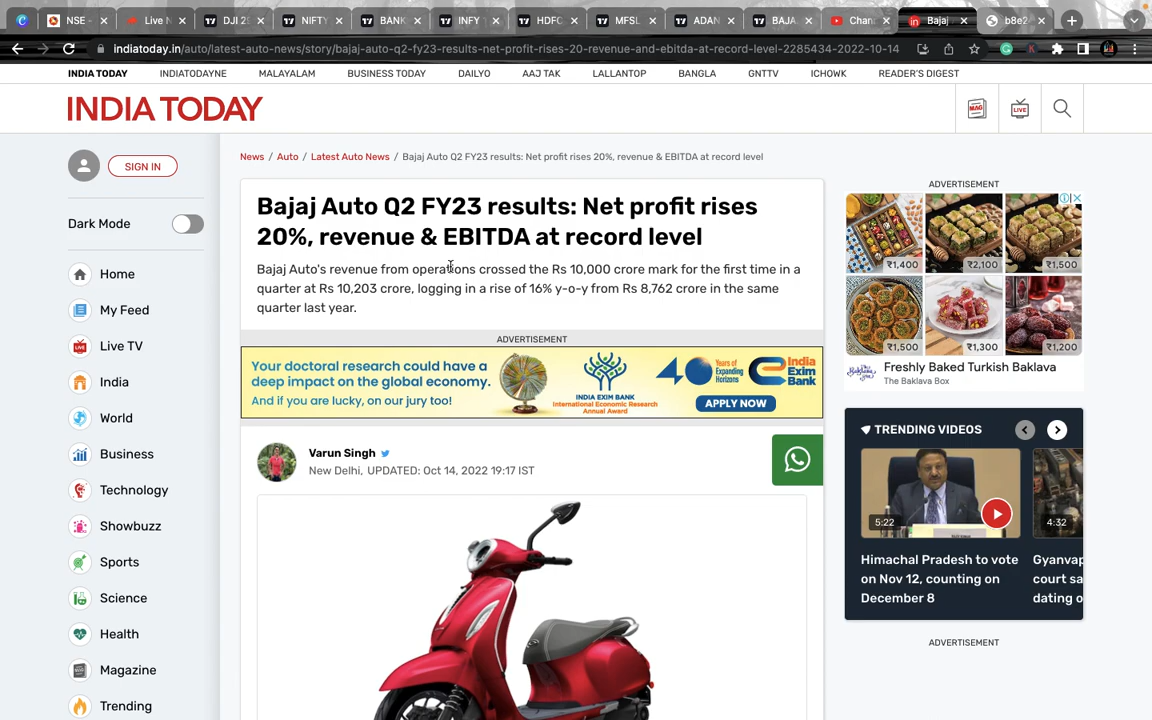 NSE -
Live N
DJI 29
NIFTY
BANK
INFY
HDFC
MFSL
ADAN
BAJA
Chan
Bajaj
b8e2
indiatoday.in/auto/latest-auto-news/story/bajaj-auto-q2-fy23-results-net-profit-rises-20-revenue-and-ebitda-at-record-level-2285434-2022-10-14
INDIA TODAY
INDIATODAYNE
MALAYALAM
BUSINESS TODAY
DAILYO
AAJ TAK
LALLANTOP
BANGLA
GNTTV
ICHOWK
READER'S DIGEST
INDIA TODAY
MAG
LIVE
SIGN IN
Dark Mode
Home
My Feed
Live TV
India
World
Business
Technology
Showbuzz
Sports
Science
Health
Magazine
Trending
News / Auto / Latest Auto News / Bajaj Auto Q2 FY23 results: Net profit rises 20%, revenue & EBITDA at record level
Bajaj Auto Q2 FY23 results: Net profit rises
20%, revenue & EBITDA at record level
Bajaj Auto's revenue from operations crossed the Rs 10,000 crore mark for the first time in a
quarter at Rs 10,203 crore, logging in a rise of 16% y-o-y from Rs 8,762 crore in the same
quarter last year.
ADVERTISEMENT
Your doctoral research could have a
deep impact on the global economy.
And if you are lucky, on our jury too!
INDIA EXIM BANK
International Economic Research
Annual Award
40 Years of
Expanding
Horizons
India
Exim
Bank
APPLY NOW
Varun Singh
New Delhi, UPDATED: Oct 14, 2022 19:17 IST
ADVERTISEMENT
₹1,400
₹2,100
₹1,500
₹1,500
₹1,300
₹1,200
Freshly Baked Turkish Baklava
The Baklava Box
TRENDING VIDEOS
5:22
4:32
Himachal Pradesh to vote
on Nov 12, counting on
December 8
Gyanvap
court sa
dating o
ADVERTISEMENT